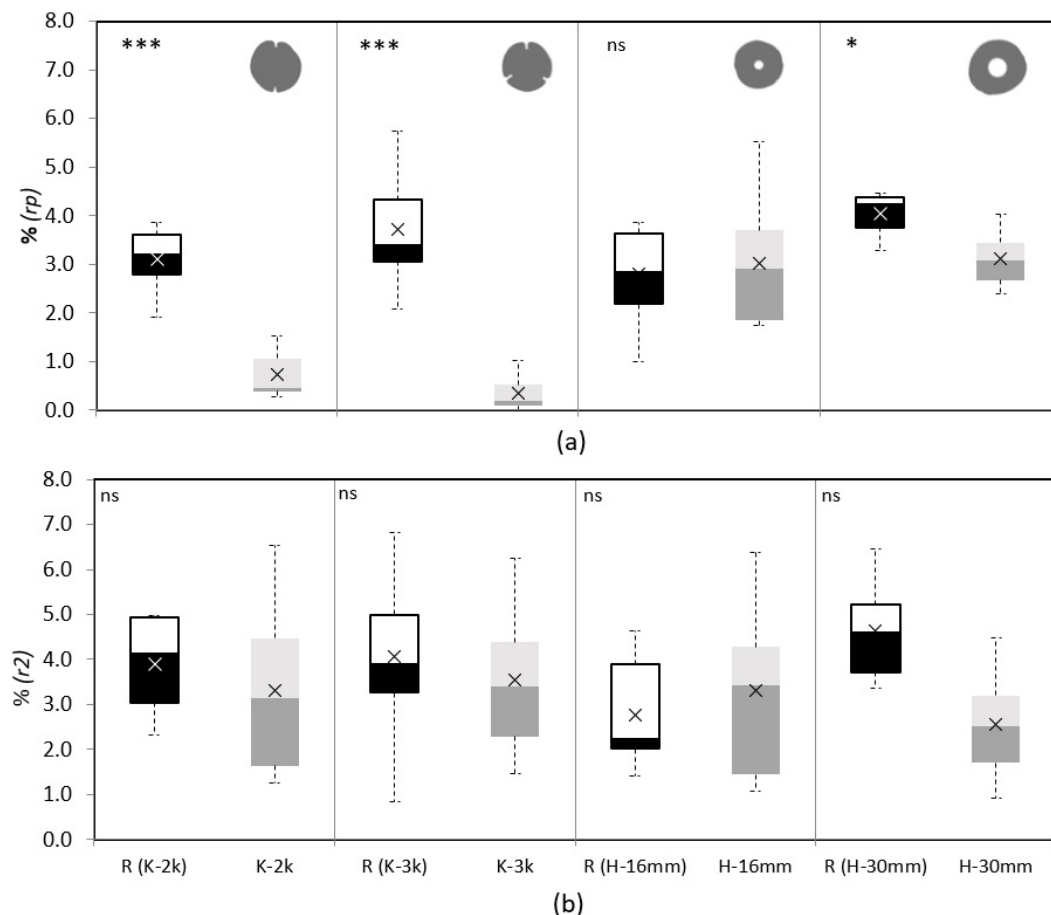 8.0
*** *** ns *
7.0
6.0
5.0
4.0
3.0
2.0
1.0
0.0
% (rp)
(a)
8.0
ns ns ns ns
7.0
6.0
5.0
4.0
3.0
2.0
1.0
0.0
% (r2)
R (K-2k) K-2k R (K-3k) K-3k R (H-16mm) H-16mm R (H-30mm) H-30mm
(b)